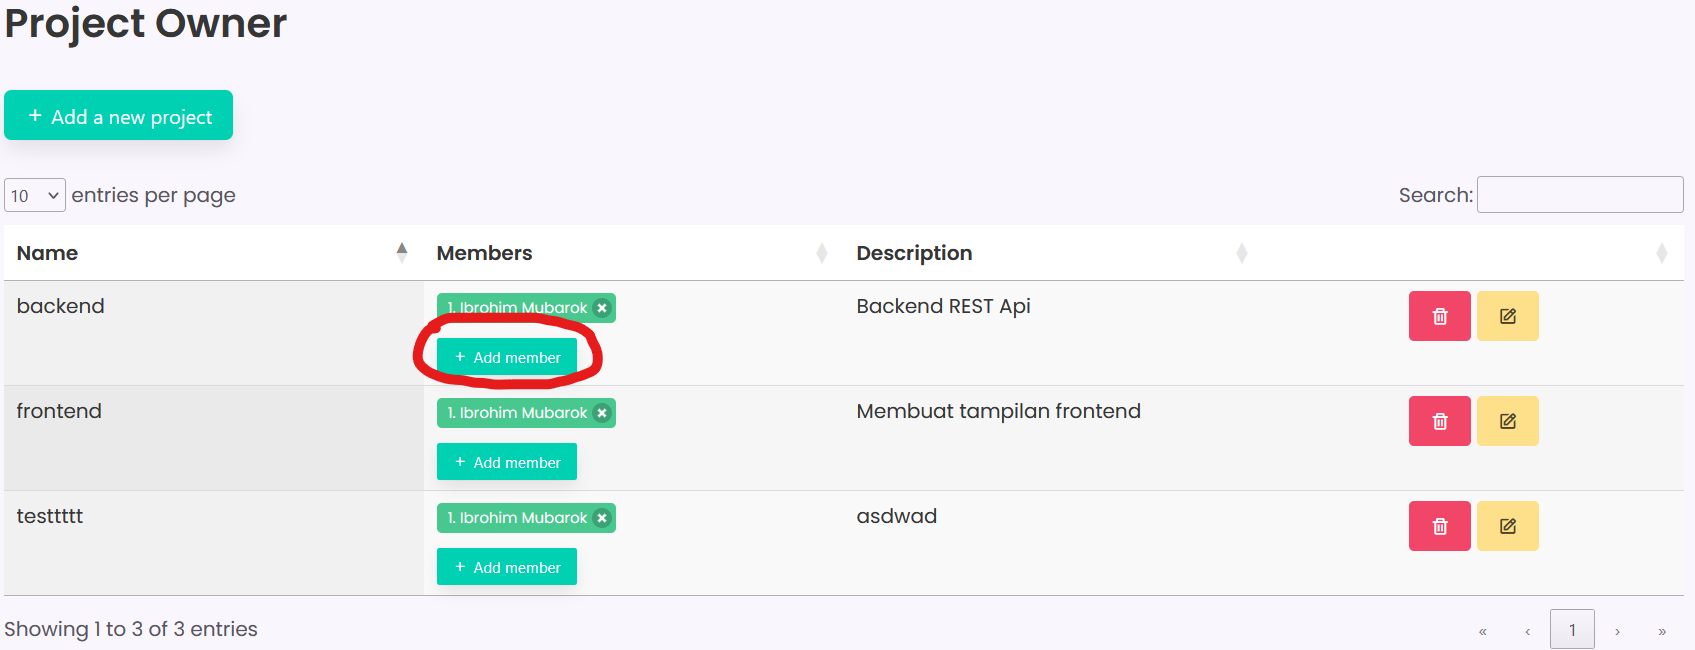 Project Owner
+ Add a new project
10 entries per page Search:
Name Members Description
backend 1. Ibrohim Mubarok Backend REST Api
+ Add member
frontend 1. Ibrohim Mubarok Membuat tampilan frontend
+ Add member
testtttt 1. Ibrohim Mubarok asdwad
+ Add member
Showing 1 to 3 of 3 entries « ‹ 1 › »